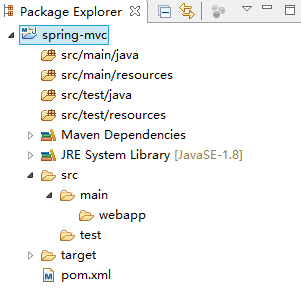 Package Explorer
spring-mvc
src/main/java
src/main/resources
src/test/java
src/test/resources
Maven Dependencies
JRE System Library [JavaSE-1.8]
src
main
webapp
test
target
pom.xml